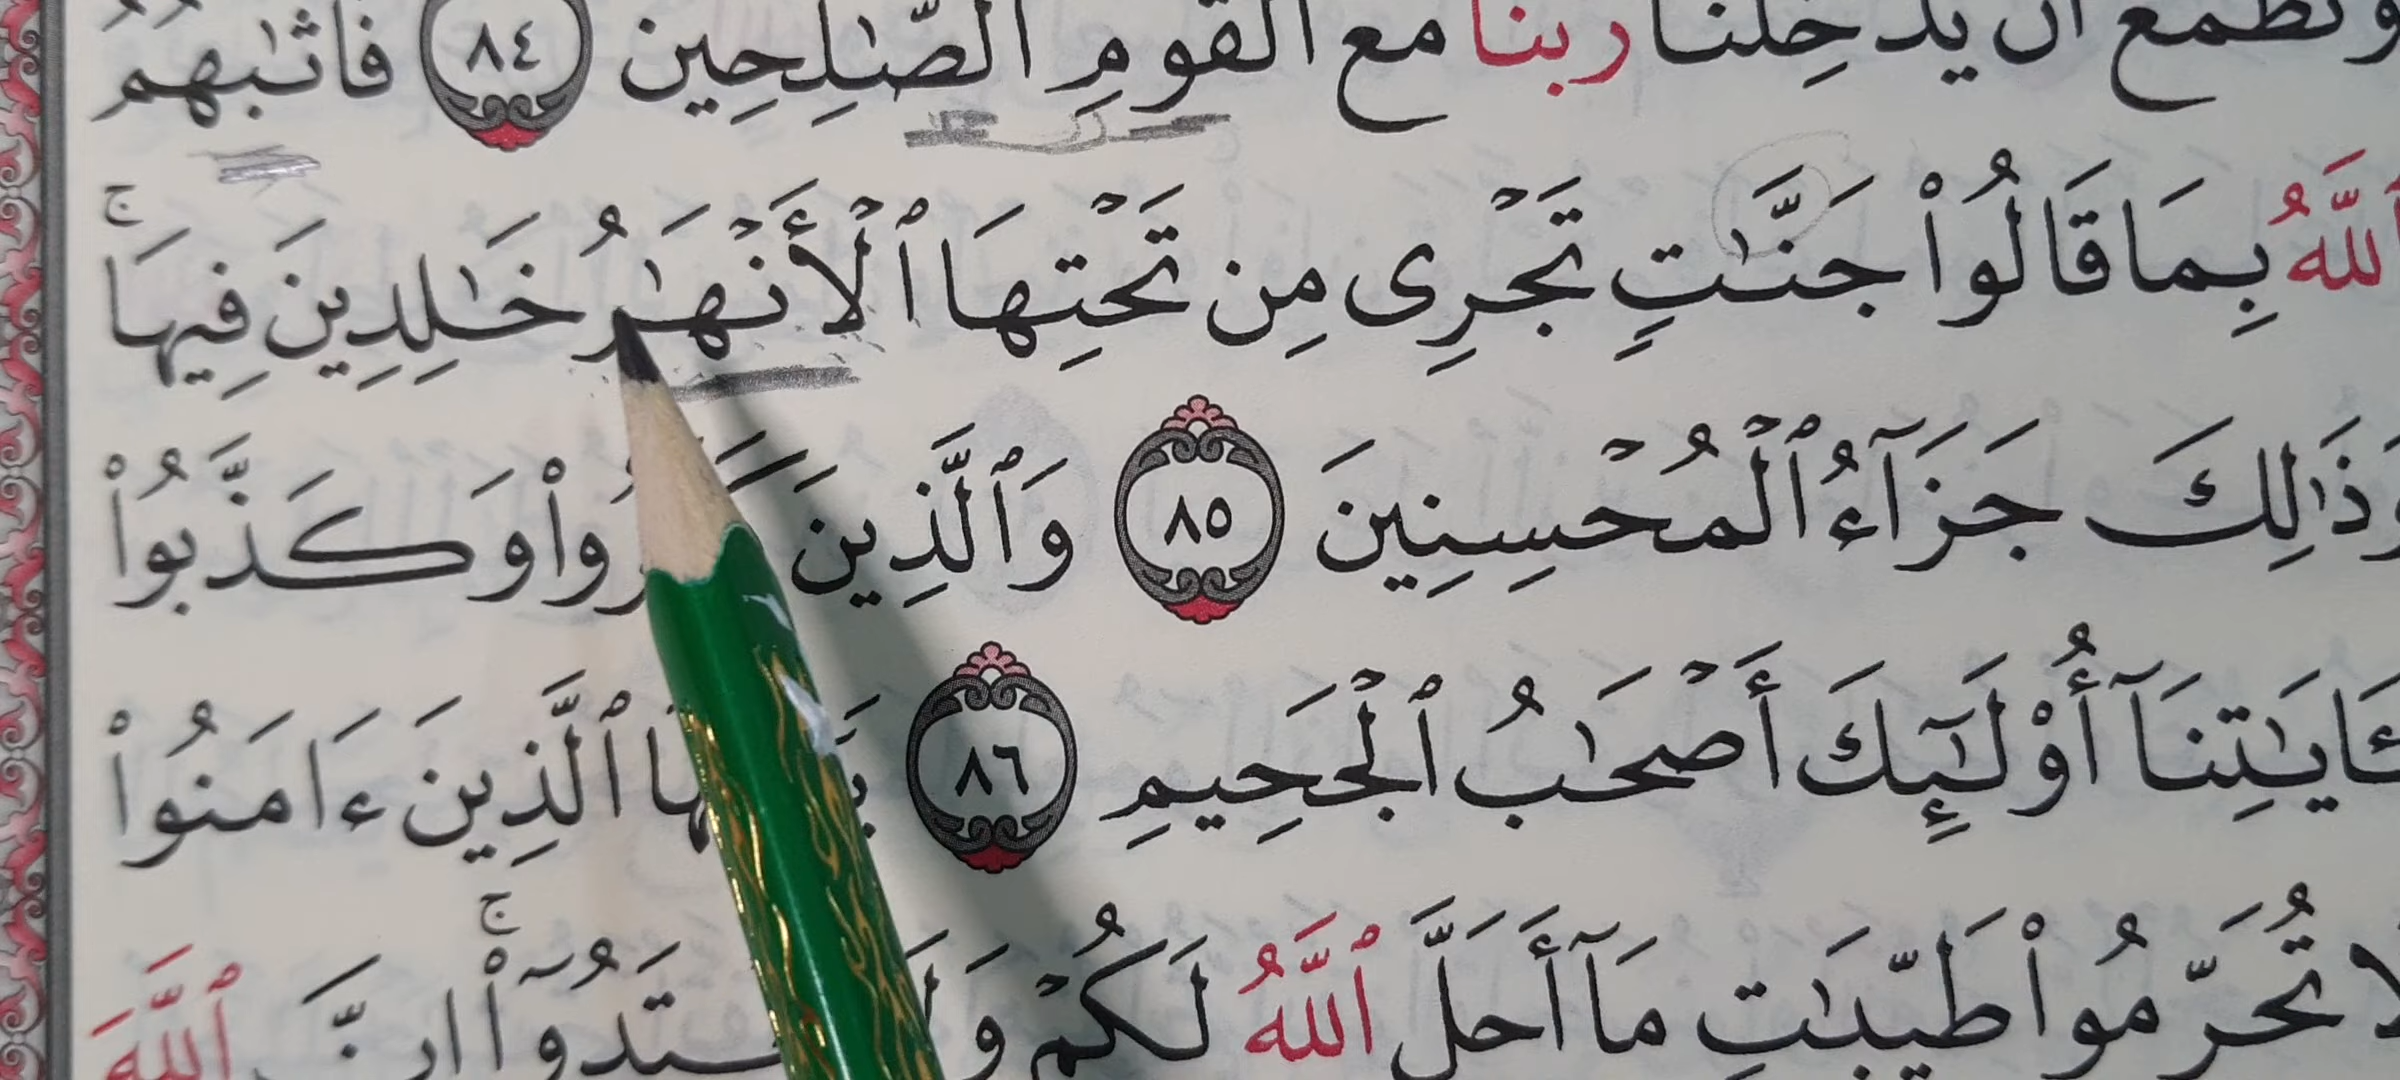 وَنَطْمَعُ أَن يُدْخِلَنَا رَبُّنَا مَعَ ٱلْقَوْمِ ٱلصَّـٰلِحِينَ ٨٤ فَأَثَـٰبَهُمُ
ٱللَّهُ بِمَا قَالُوا۟ جَنَّـٰتٍ تَجْرِى مِن تَحْتِهَا ٱلْأَنْهَـٰرُ خَـٰلِدِينَ فِيهَا ۚ
وَذَٰلِكَ جَزَآءُ ٱلْمُحْسِنِينَ ٨٥ وَٱلَّذِينَ وَكَذَّبُوا۟
بِـَٔايَـٰتِنَآ أُو۟لَـٰٓئِكَ أَصْحَـٰبُ ٱلْجَحِيمِ ٨٦ ٱلَّذِينَ ءَامَنُوا۟
لَا تُحَرِّمُوا۟ طَيِّبَـٰتِ مَآ أَحَلَّ ٱللَّهُ لَكُمْ إِنَّ ٱللَّهَ